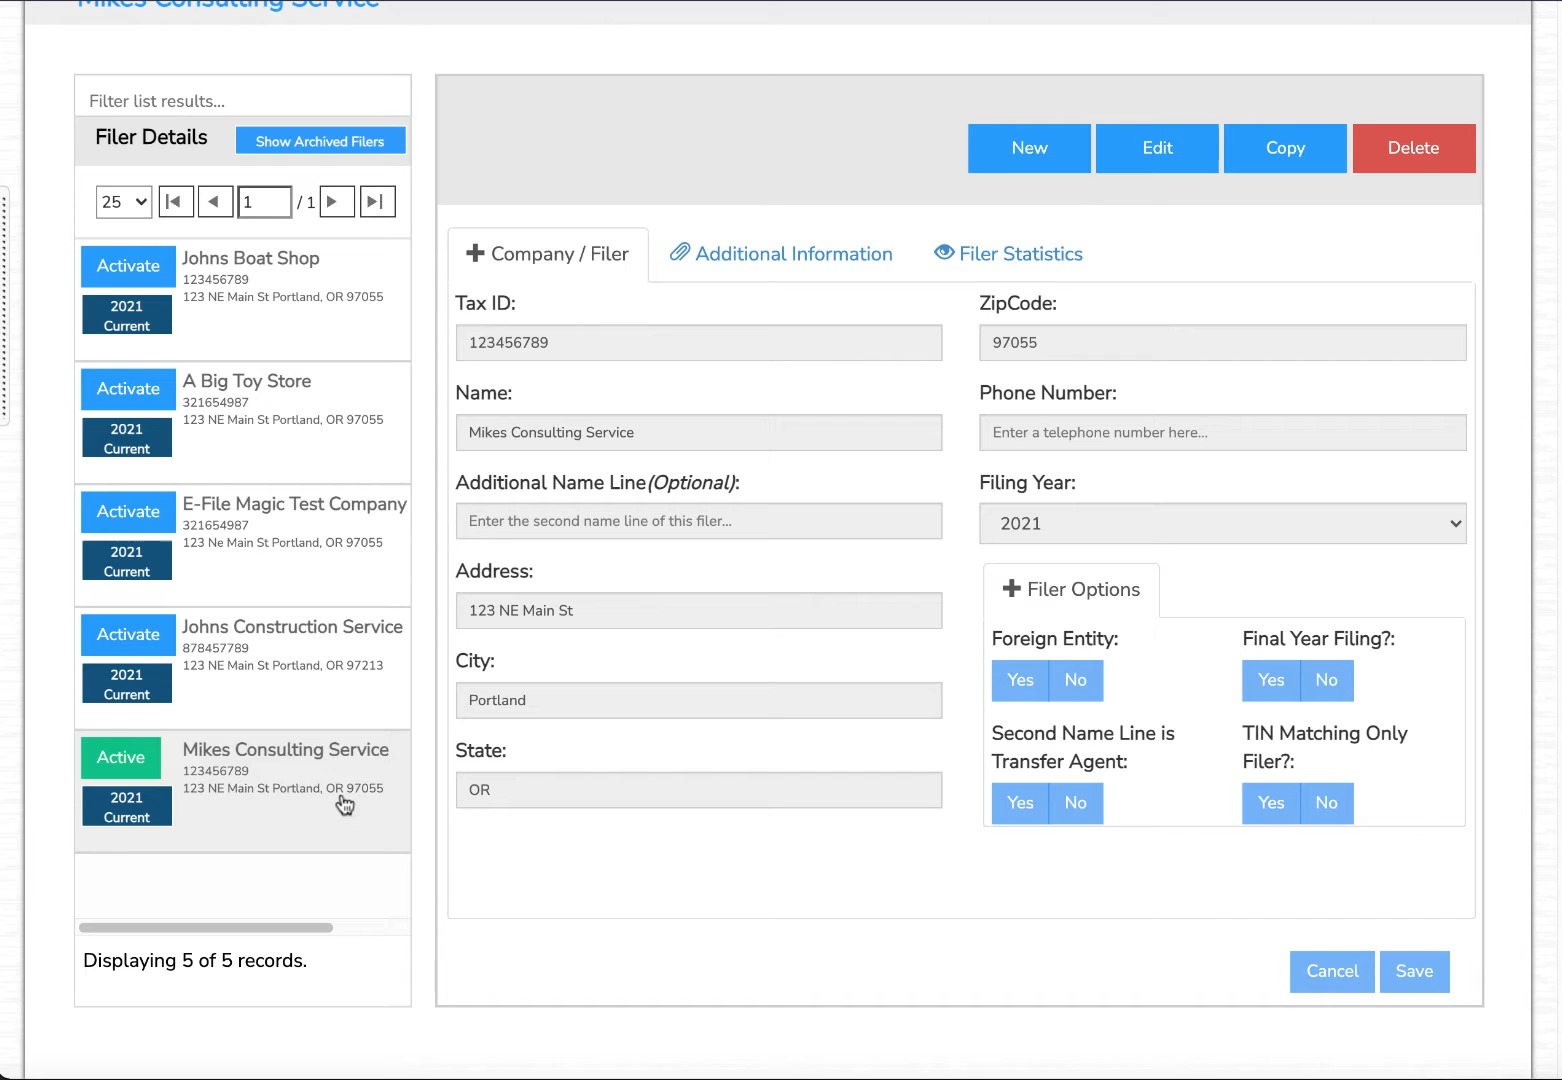 Mikes Consulting Service
Filter list results...
Filer Details
Show Archived Filers
25
1
/ 1
Activate
Johns Boat Shop
123456789
123 NE Main St Portland, OR 97055
2021
Current
Activate
A Big Toy Store
321654987
123 NE Main St Portland, OR 97055
2021
Current
Activate
E-File Magic Test Company
321654987
123 Ne Main St Portland, OR 97055
2021
Current
Activate
Johns Construction Service
878457789
123 NE Main St Portland, OR 97213
2021
Current
Active
Mikes Consulting Service
123456789
123 NE Main St Portland, OR 97055
2021
Current
Displaying 5 of 5 records.
New
Edit
Copy
Delete
Company / Filer
Additional Information
Filer Statistics
Tax ID:
123456789
Name:
Mikes Consulting Service
Additional Name Line(Optional):
Enter the second name line of this filer...
Address:
123 NE Main St
City:
Portland
State:
OR
ZipCode:
97055
Phone Number:
Enter a telephone number here...
Filing Year:
2021
Filer Options
Foreign Entity:
Yes No
Final Year Filing?:
Yes No
Second Name Line is
Transfer Agent:
Yes No
TIN Matching Only
Filer?:
Yes No
Cancel
Save